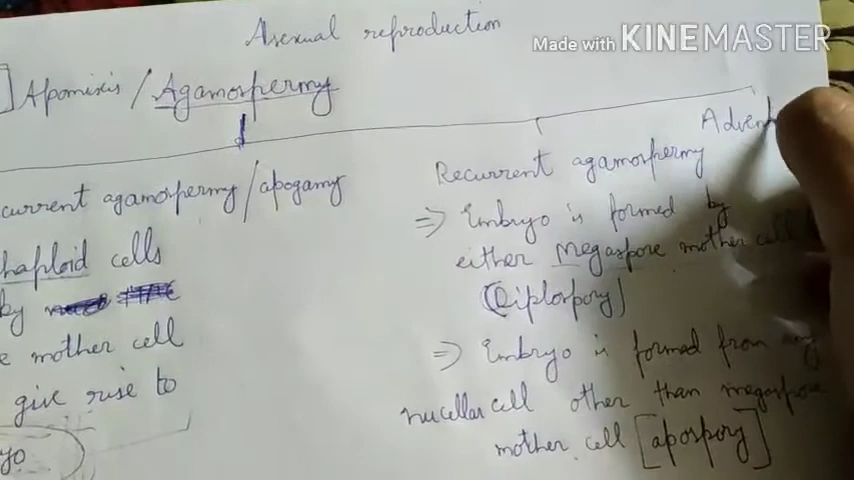 Asexual reproduction
Made with KINEMASTER
] Apomixis / Agamospermy
Adven
current agamospermy / apogamy
Recurrent agamospermy
haploid cells
by
e mother cell
give rise to
yo
⇒ Embryo is formed by
either Megaspore mother cell
(Diplospory)
⇒ Embryo is formed from any
nucellar cell other than megaspore
mother cell [apospory]